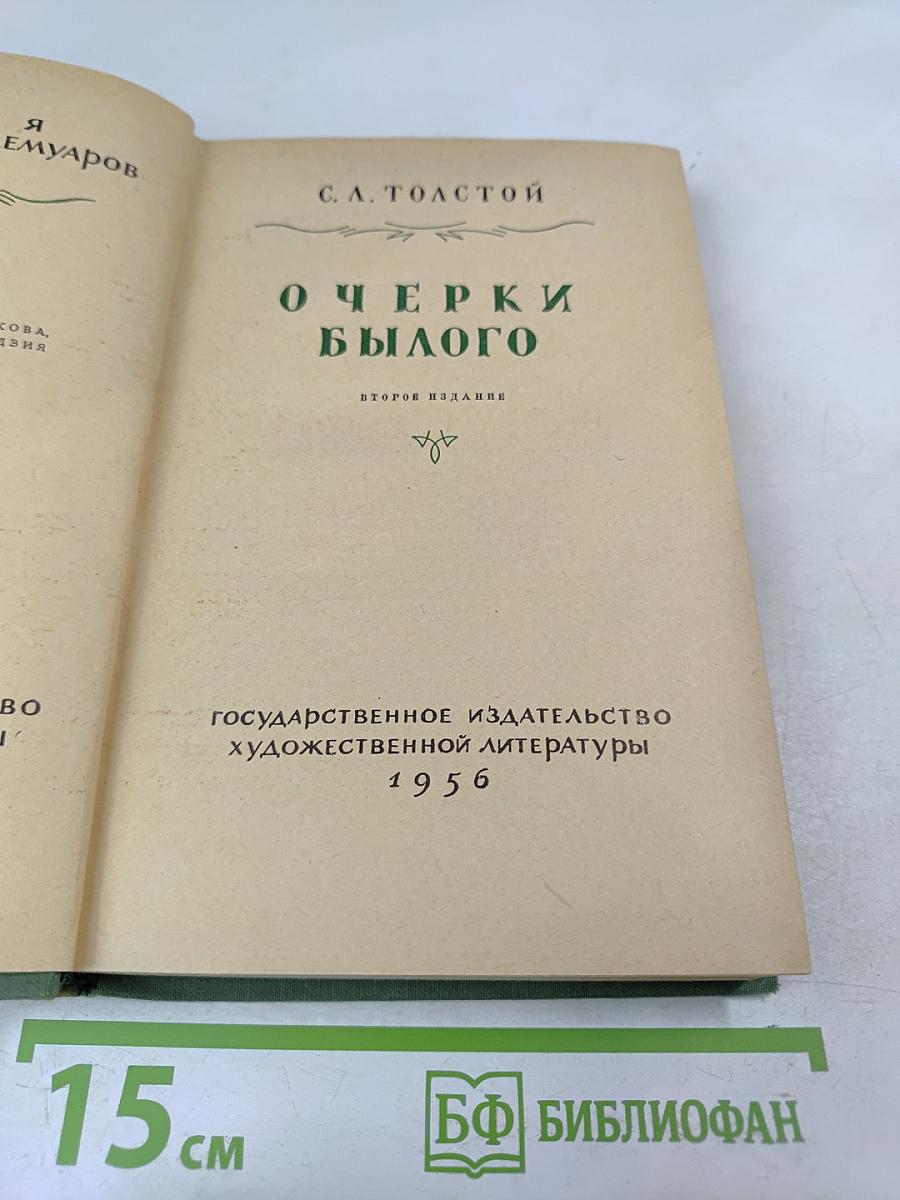 Я
ЕМУАРОВ
КОВА,
ДЗИЯ
ВО
Ы
С. Л. ТОЛСТОЙ
ОЧЕРКИ
БЫЛОГО
ВТОРОЕ ИЗДАНИЕ
ГОСУДАРСТВЕННОЕ ИЗДАТЕЛЬСТВО
ХУДОЖЕСТВЕННОЙ ЛИТЕРАТУРЫ
1956
15 см
БФ БИБЛИОФАН